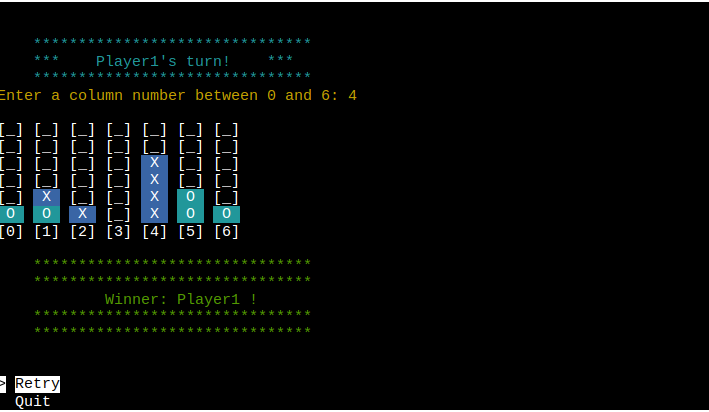 *******************************
***    Player1's turn!    ***
*******************************
Enter a column number between 0 and 6: 4
[_] [_] [_] [_] [_] [_] [_]
[_] [_] [_] [_] [_] [_] [_]
[_] [_] [_] [_] X [_] [_]
[_] [_] [_] [_] X [_] [_]
[_] X [_] [_] X O [_]
O O X [_] X O O
[0] [1] [2] [3] [4] [5] [6]
*******************************
*******************************
Winner: Player1 !
*******************************
*******************************
> Retry
Quit